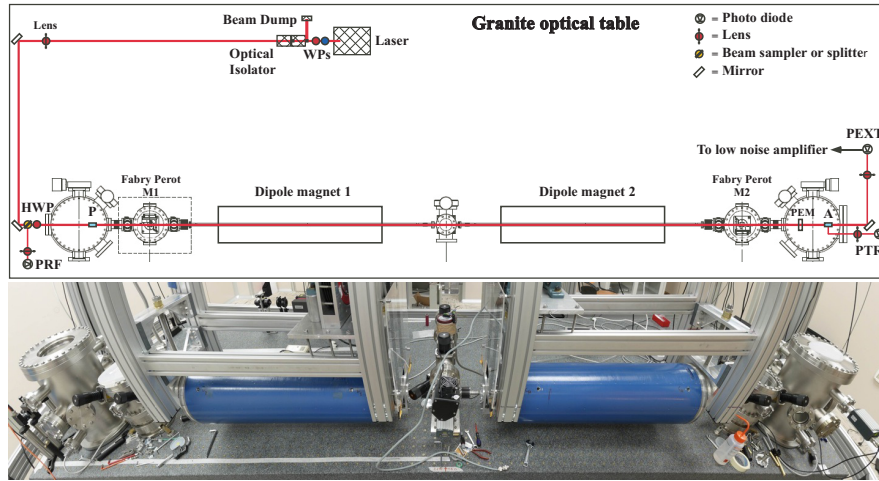 Granite optical table
= Photo diode
= Lens
= Beam sampler or splitter
= Mirror
Lens
Beam Dump
Optical
Isolator
WPs
Laser
PEXT
To low noise amplifier
HWP
P
Fabry Perot
M1
Dipole magnet 1
Dipole magnet 2
Fabry Perot
M2
PEM
A
PRF
PTR